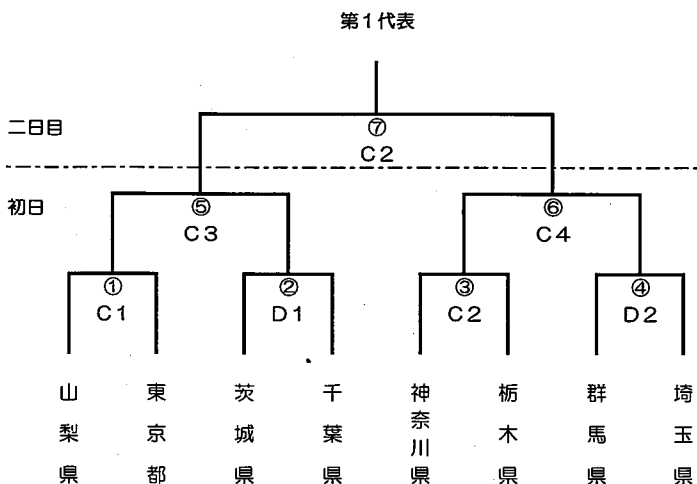 第1代表
二日目
⑦
C2
初日
⑤
C3
⑥
C4
①
C1
②
D1
③
C2
④
D2
山梨県
東京都
茨城県
千葉県
神奈川県
栃木県
群馬県
埼玉県